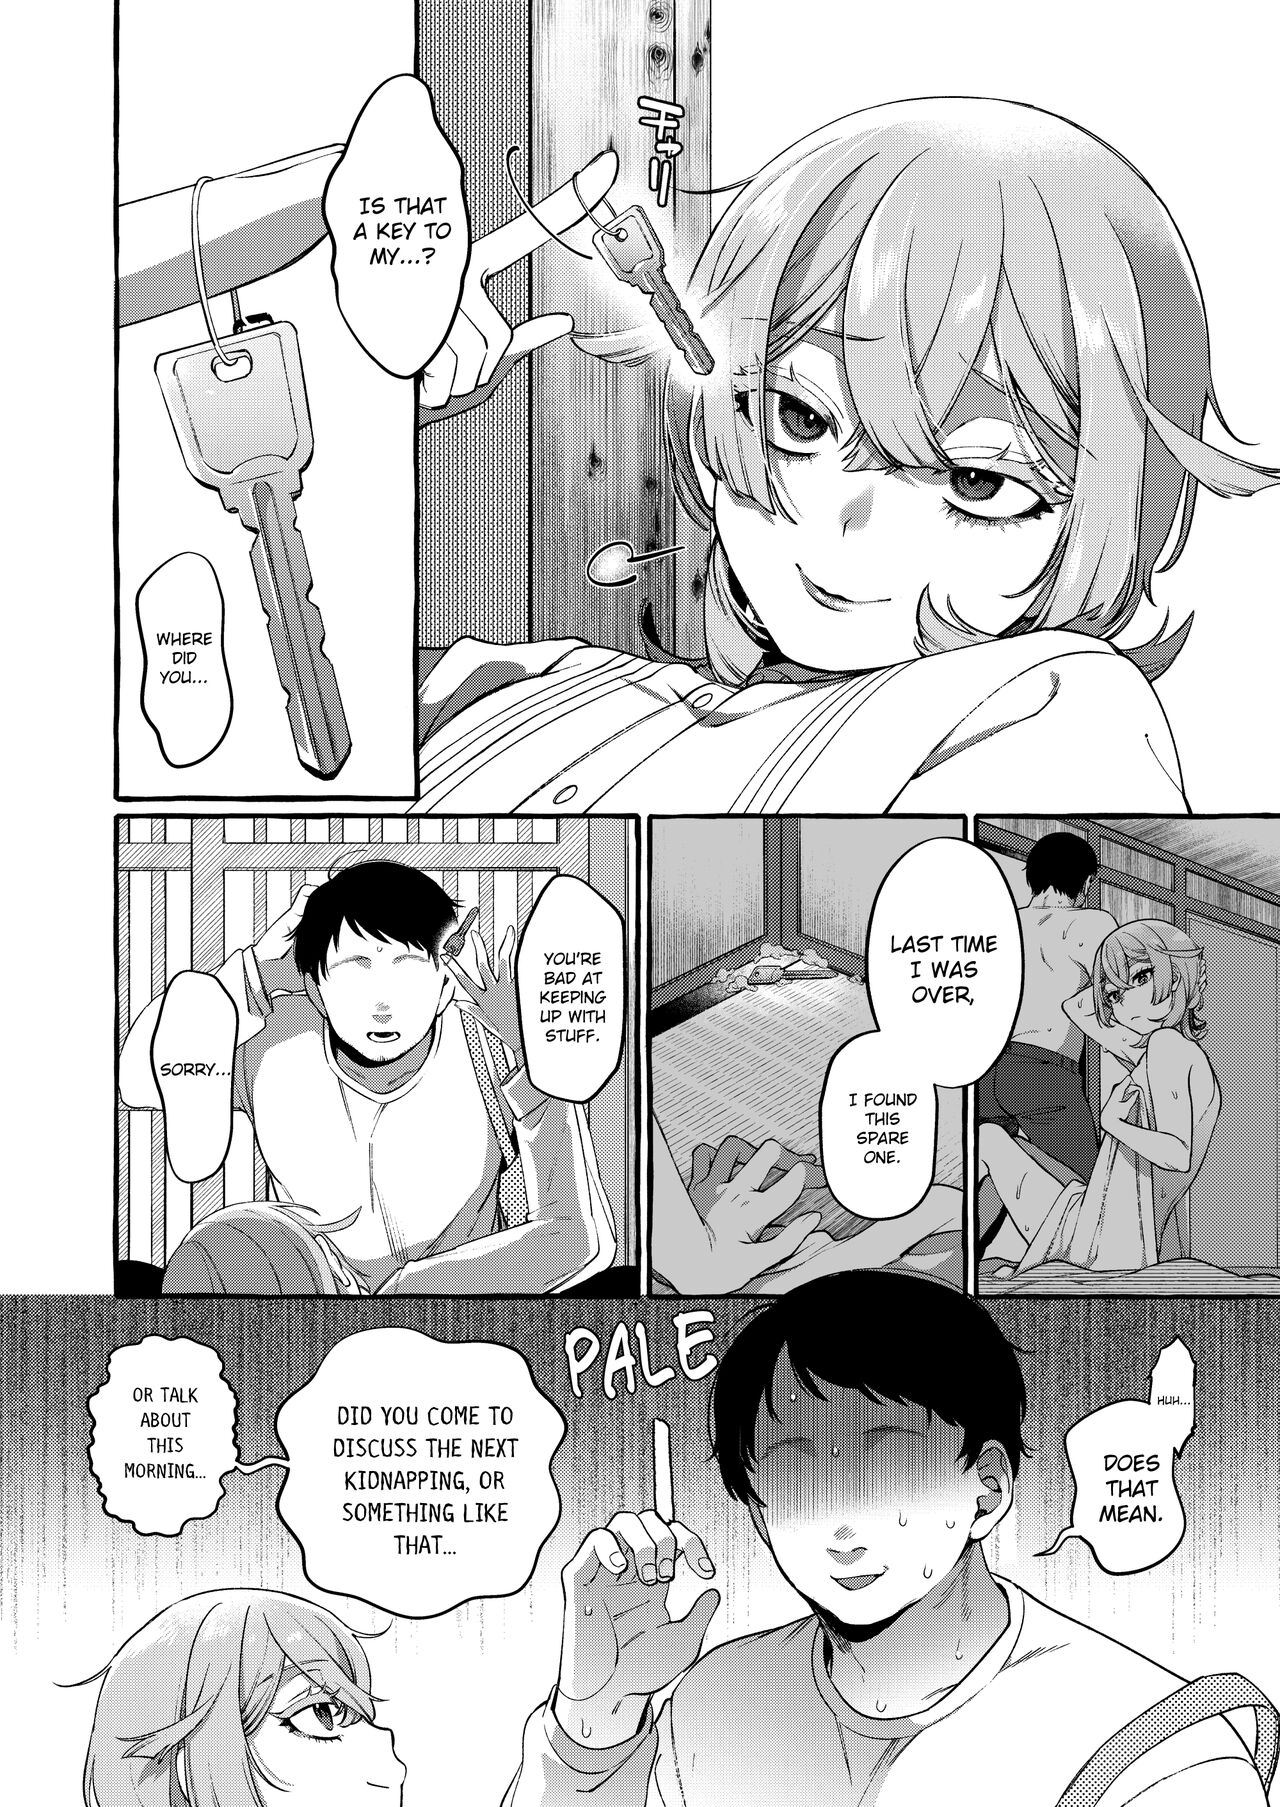 チャリ
IS THAT
A KEY TO
MY...?
WHERE
DID
YOU...
LAST TIME
I WAS
OVER,
I FOUND
THIS
SPARE
ONE.
YOU'RE
BAD AT
KEEPING
UP WITH
STUFF.
SORRY...
HUH...
DOES
THAT
MEAN.
PALE
DID YOU COME TO
DISCUSS THE NEXT
KIDNAPPING, OR
SOMETHING LIKE
THAT...
OR TALK
ABOUT
THIS
MORNING...